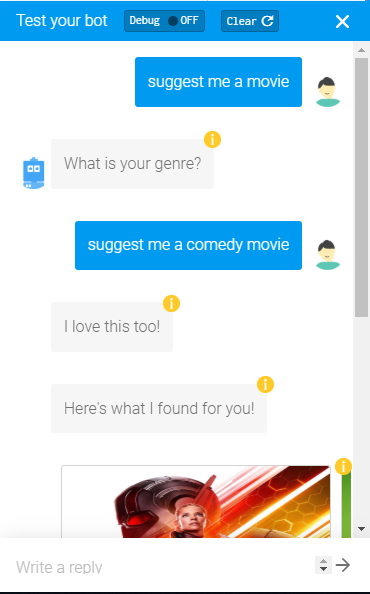 Test your bot
Debug OFF
Clear
suggest me a movie
What is your genre?
suggest me a comedy movie
I love this too!
Here's what I found for you!
Write a reply